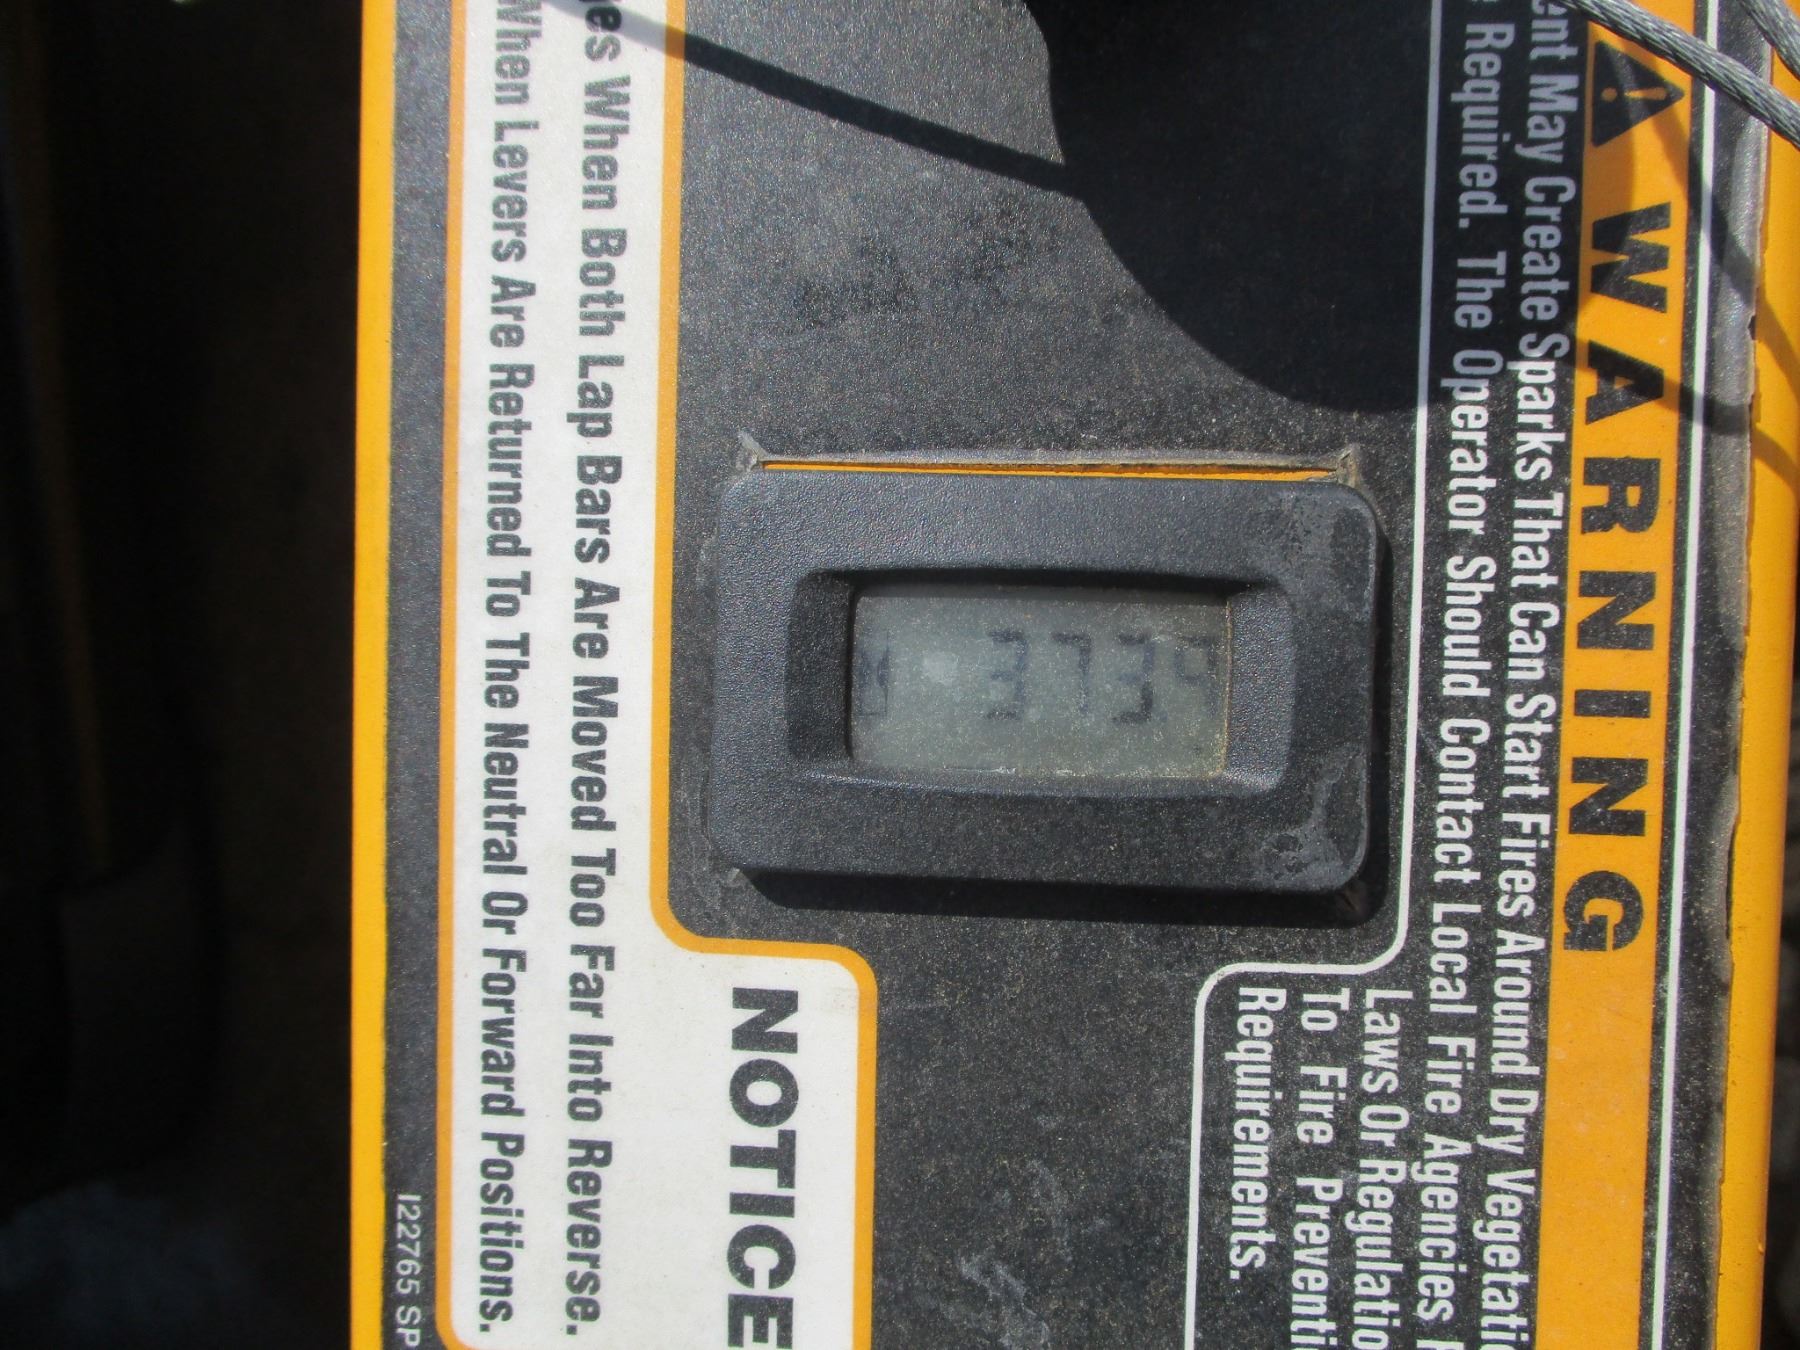 WARNING
ent May Create Sparks That Can Start Fires Around Dry Vegetati
Required. The Operator Should Contact Local Fire Agencies
Laws Or Regulatio
To Fire Preventi
Requirements.
3739
NOTICE
es When Both Lap Bars Are Moved Too Far Into Reverse.
When Levers Are Returned To The Neutral Or Forward Positions.
122765 SP